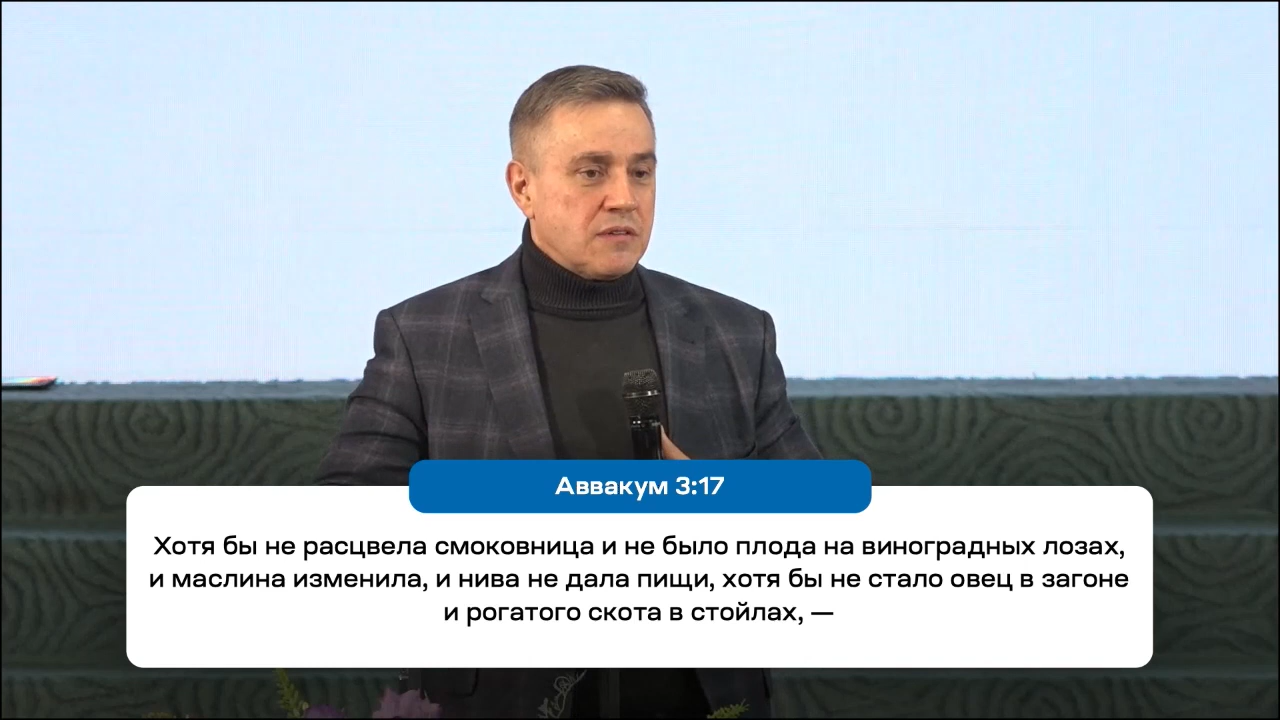 Аввакум 3:17
Хотя бы не расцвела смоковница и не было плода на виноградных лозах,
и маслина изменила, и нива не дала пищи, хотя бы не стало овец в загоне
и рогатого скота в стойлах, —